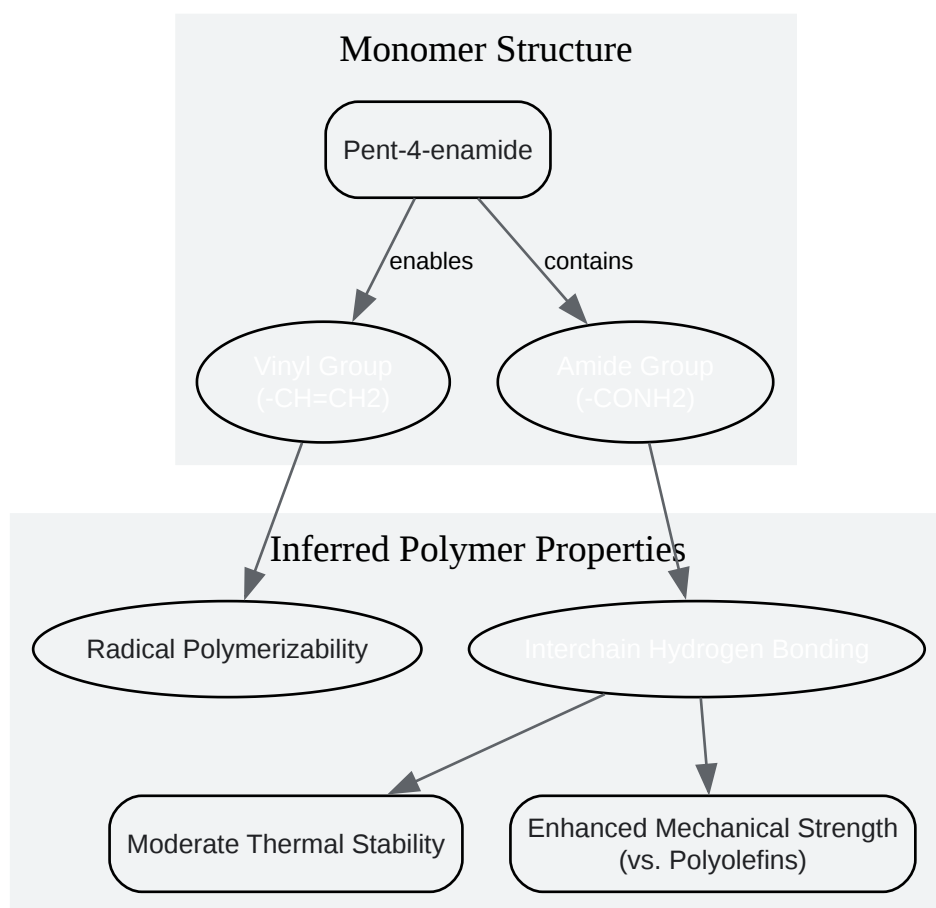 Monomer Structure
Pent-4-enamide
enables
contains
Vinyl Group
(-CH=CH2)
Amide Group
(-CONH2)
Inferred Polymer Properties
Radical Polymerizability
Interchain Hydrogen Bonding
Moderate Thermal Stability
Enhanced Mechanical Strength
(vs. Polyolefins)